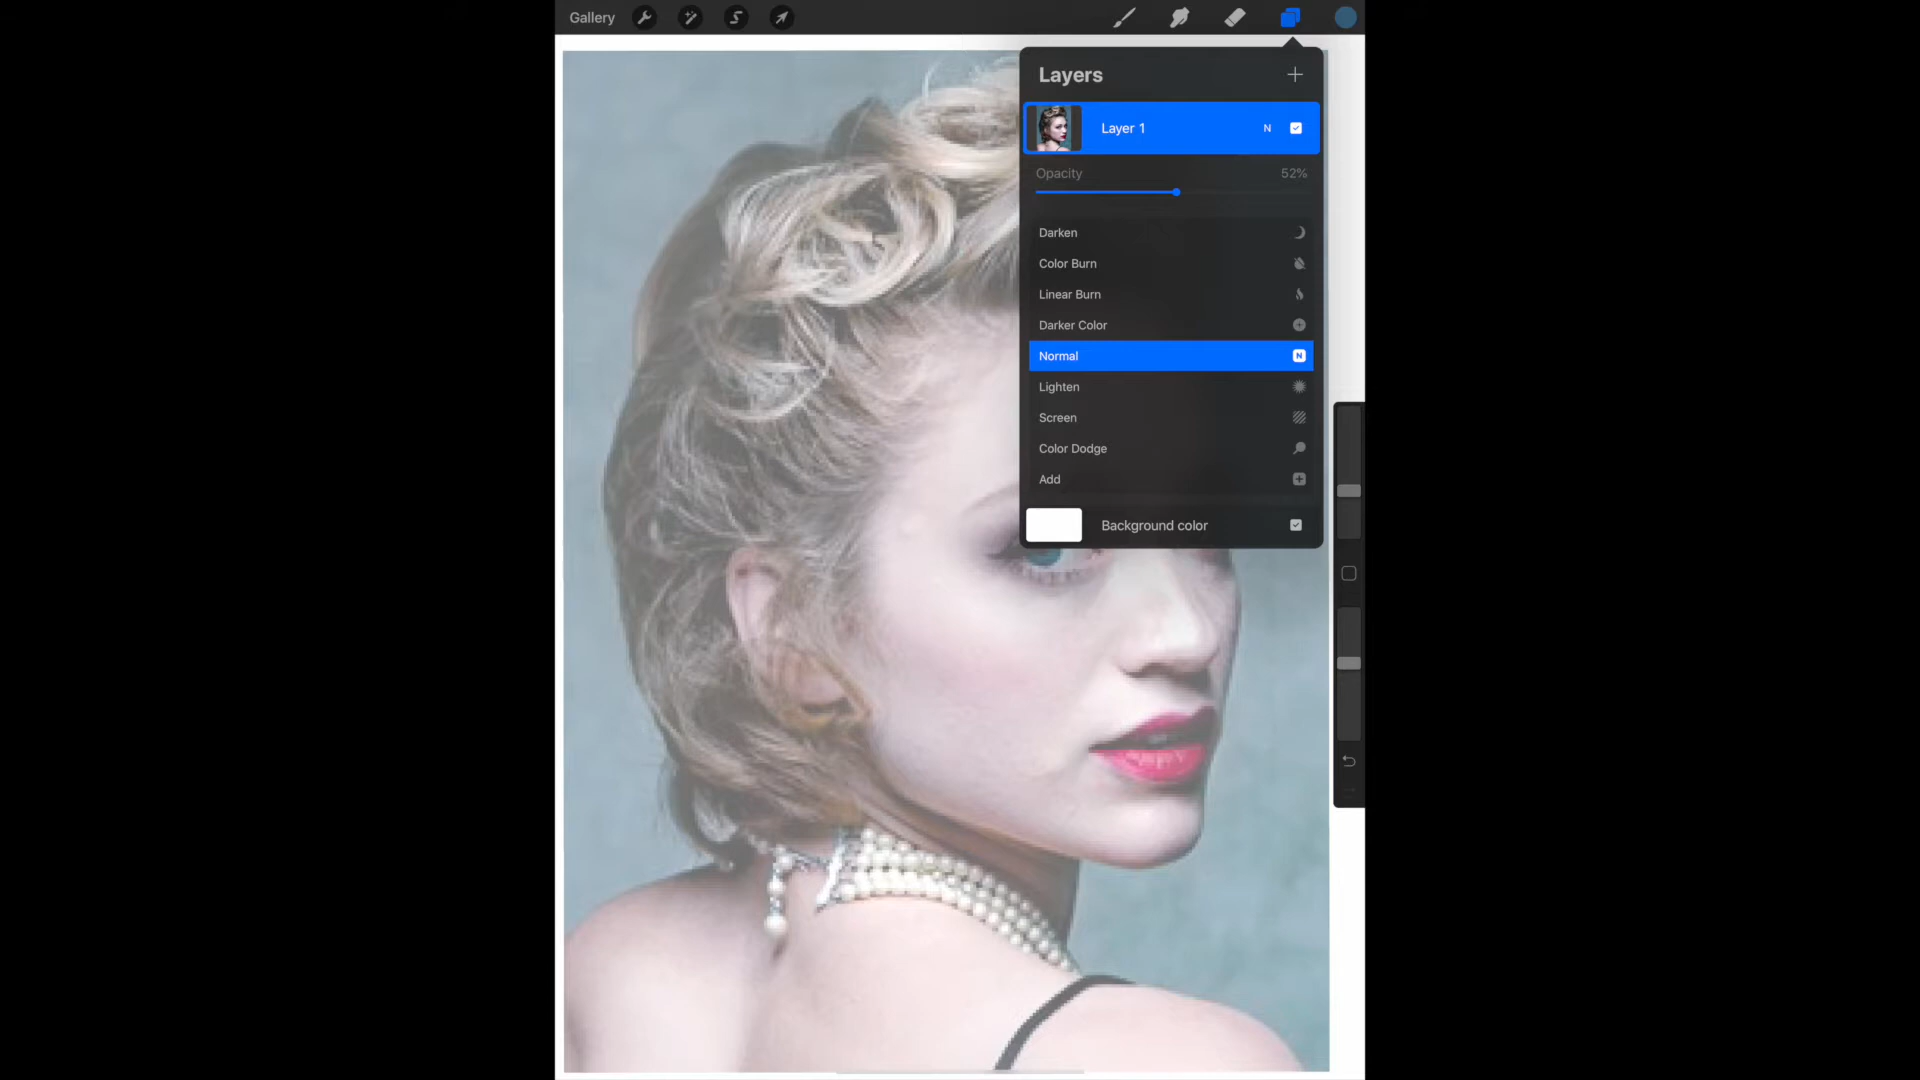 Gallery
Layers
Layer 1 N
Opacity 52%
Darken
Color Burn
Linear Burn
Darker Color
Normal N
Lighten
Screen
Color Dodge
Add
Background color